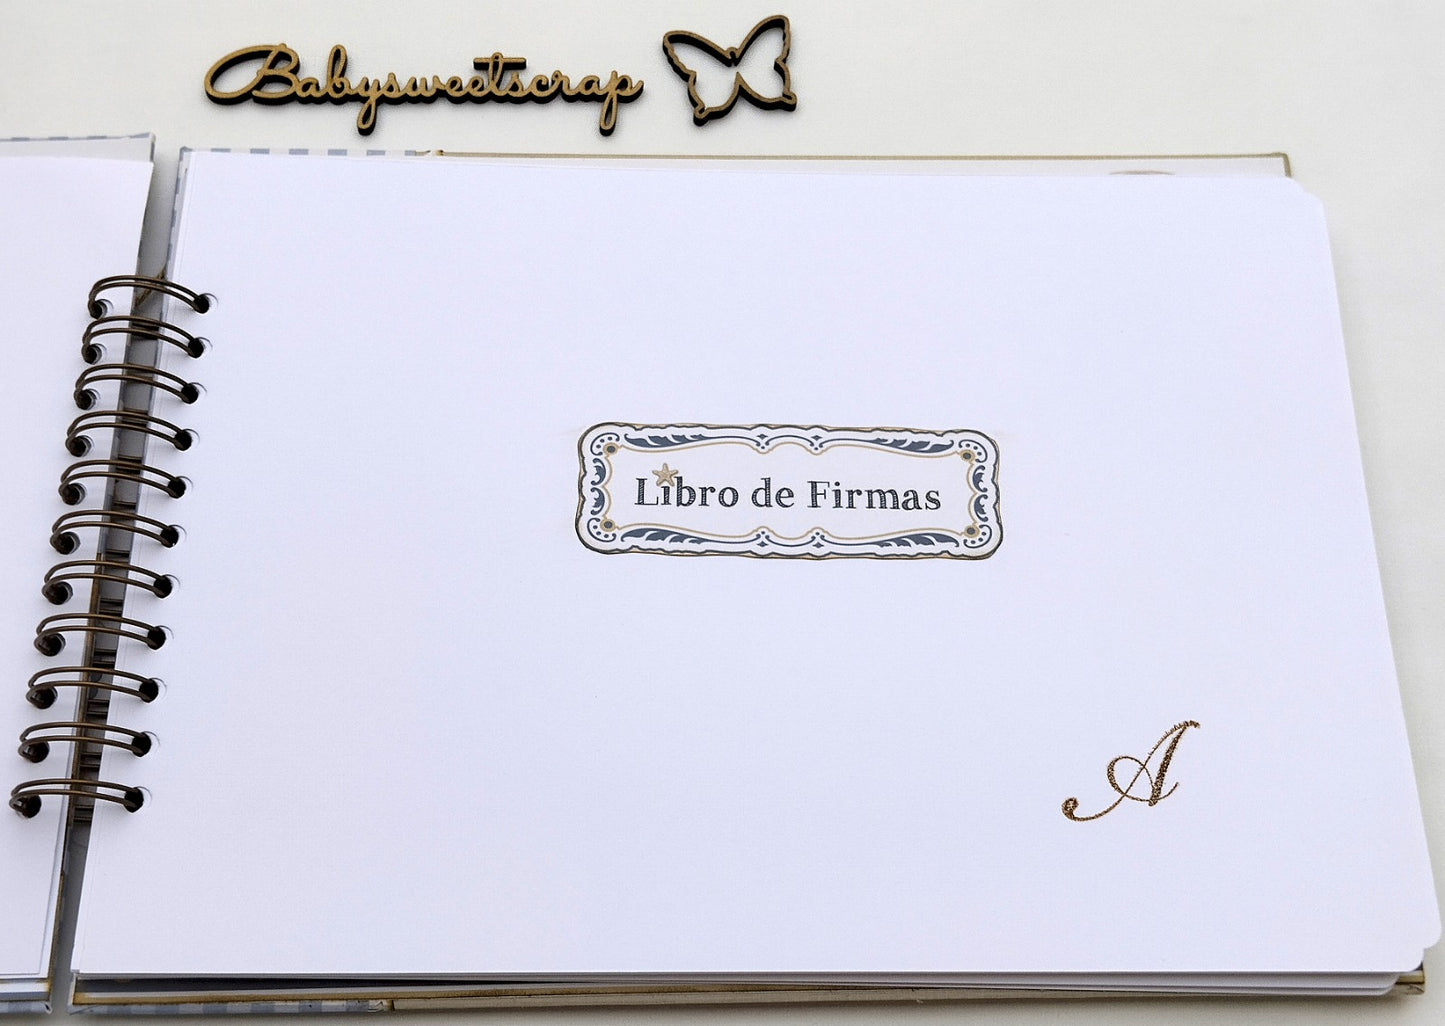 Babysweetscrap
Libro de Firmas
A